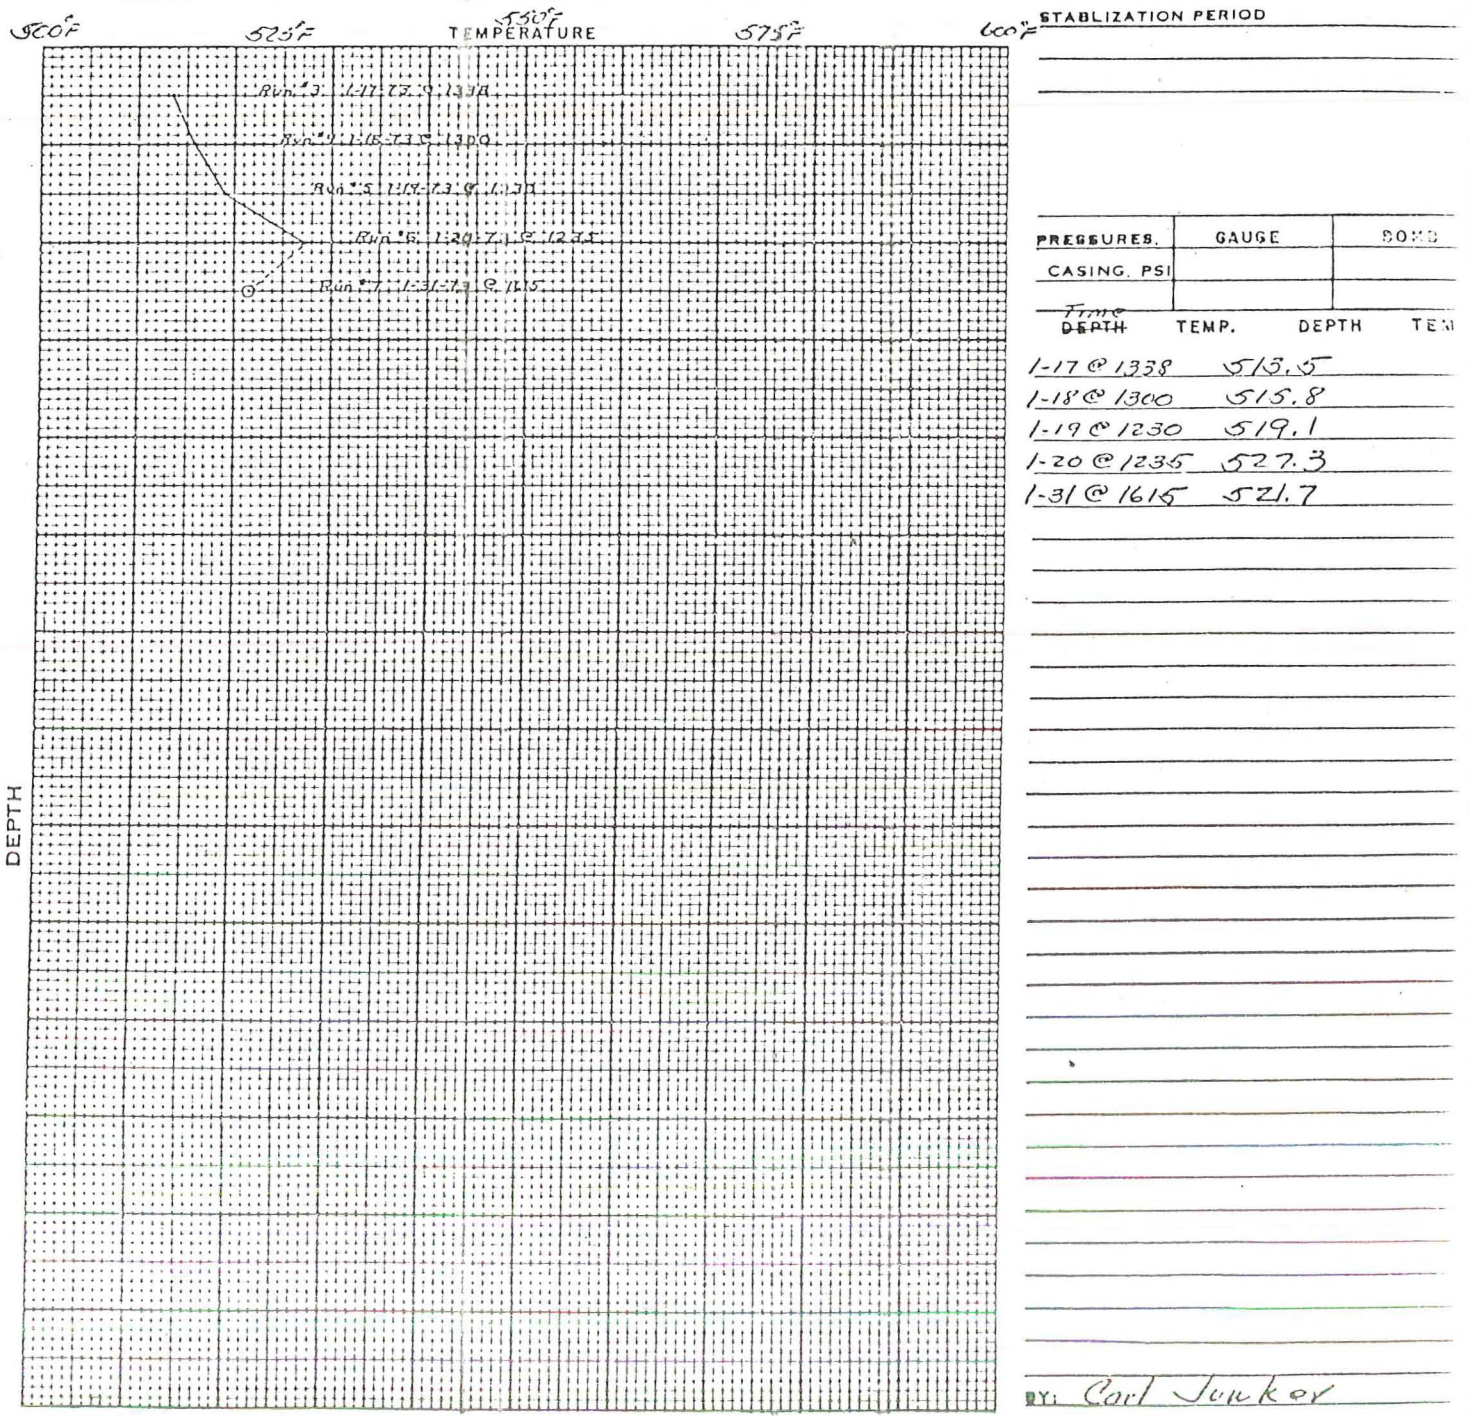 500°F 525°F 550°F 575°F 600°F
TEMPERATURE
Run #3 1-17-73 @ 1338
Run #4 1-18-73 @ 1300
Run #5 1-19-73 @ 1230
Run #6 1-20-73 @ 1235
Run #7 1-31-73 @ 1615
DEPTH
STABLIZATION PERIOD
PRESSURES. GAUGE BOMB
CASING. PSI
Time
DEPTH TEMP. DEPTH TEM
1-17 @ 1338 513.5
1-18 @ 1300 515.8
1-19 @ 1230 519.1
1-20 @ 1235 527.3
1-31 @ 1615 521.7
BY: Carl Junker